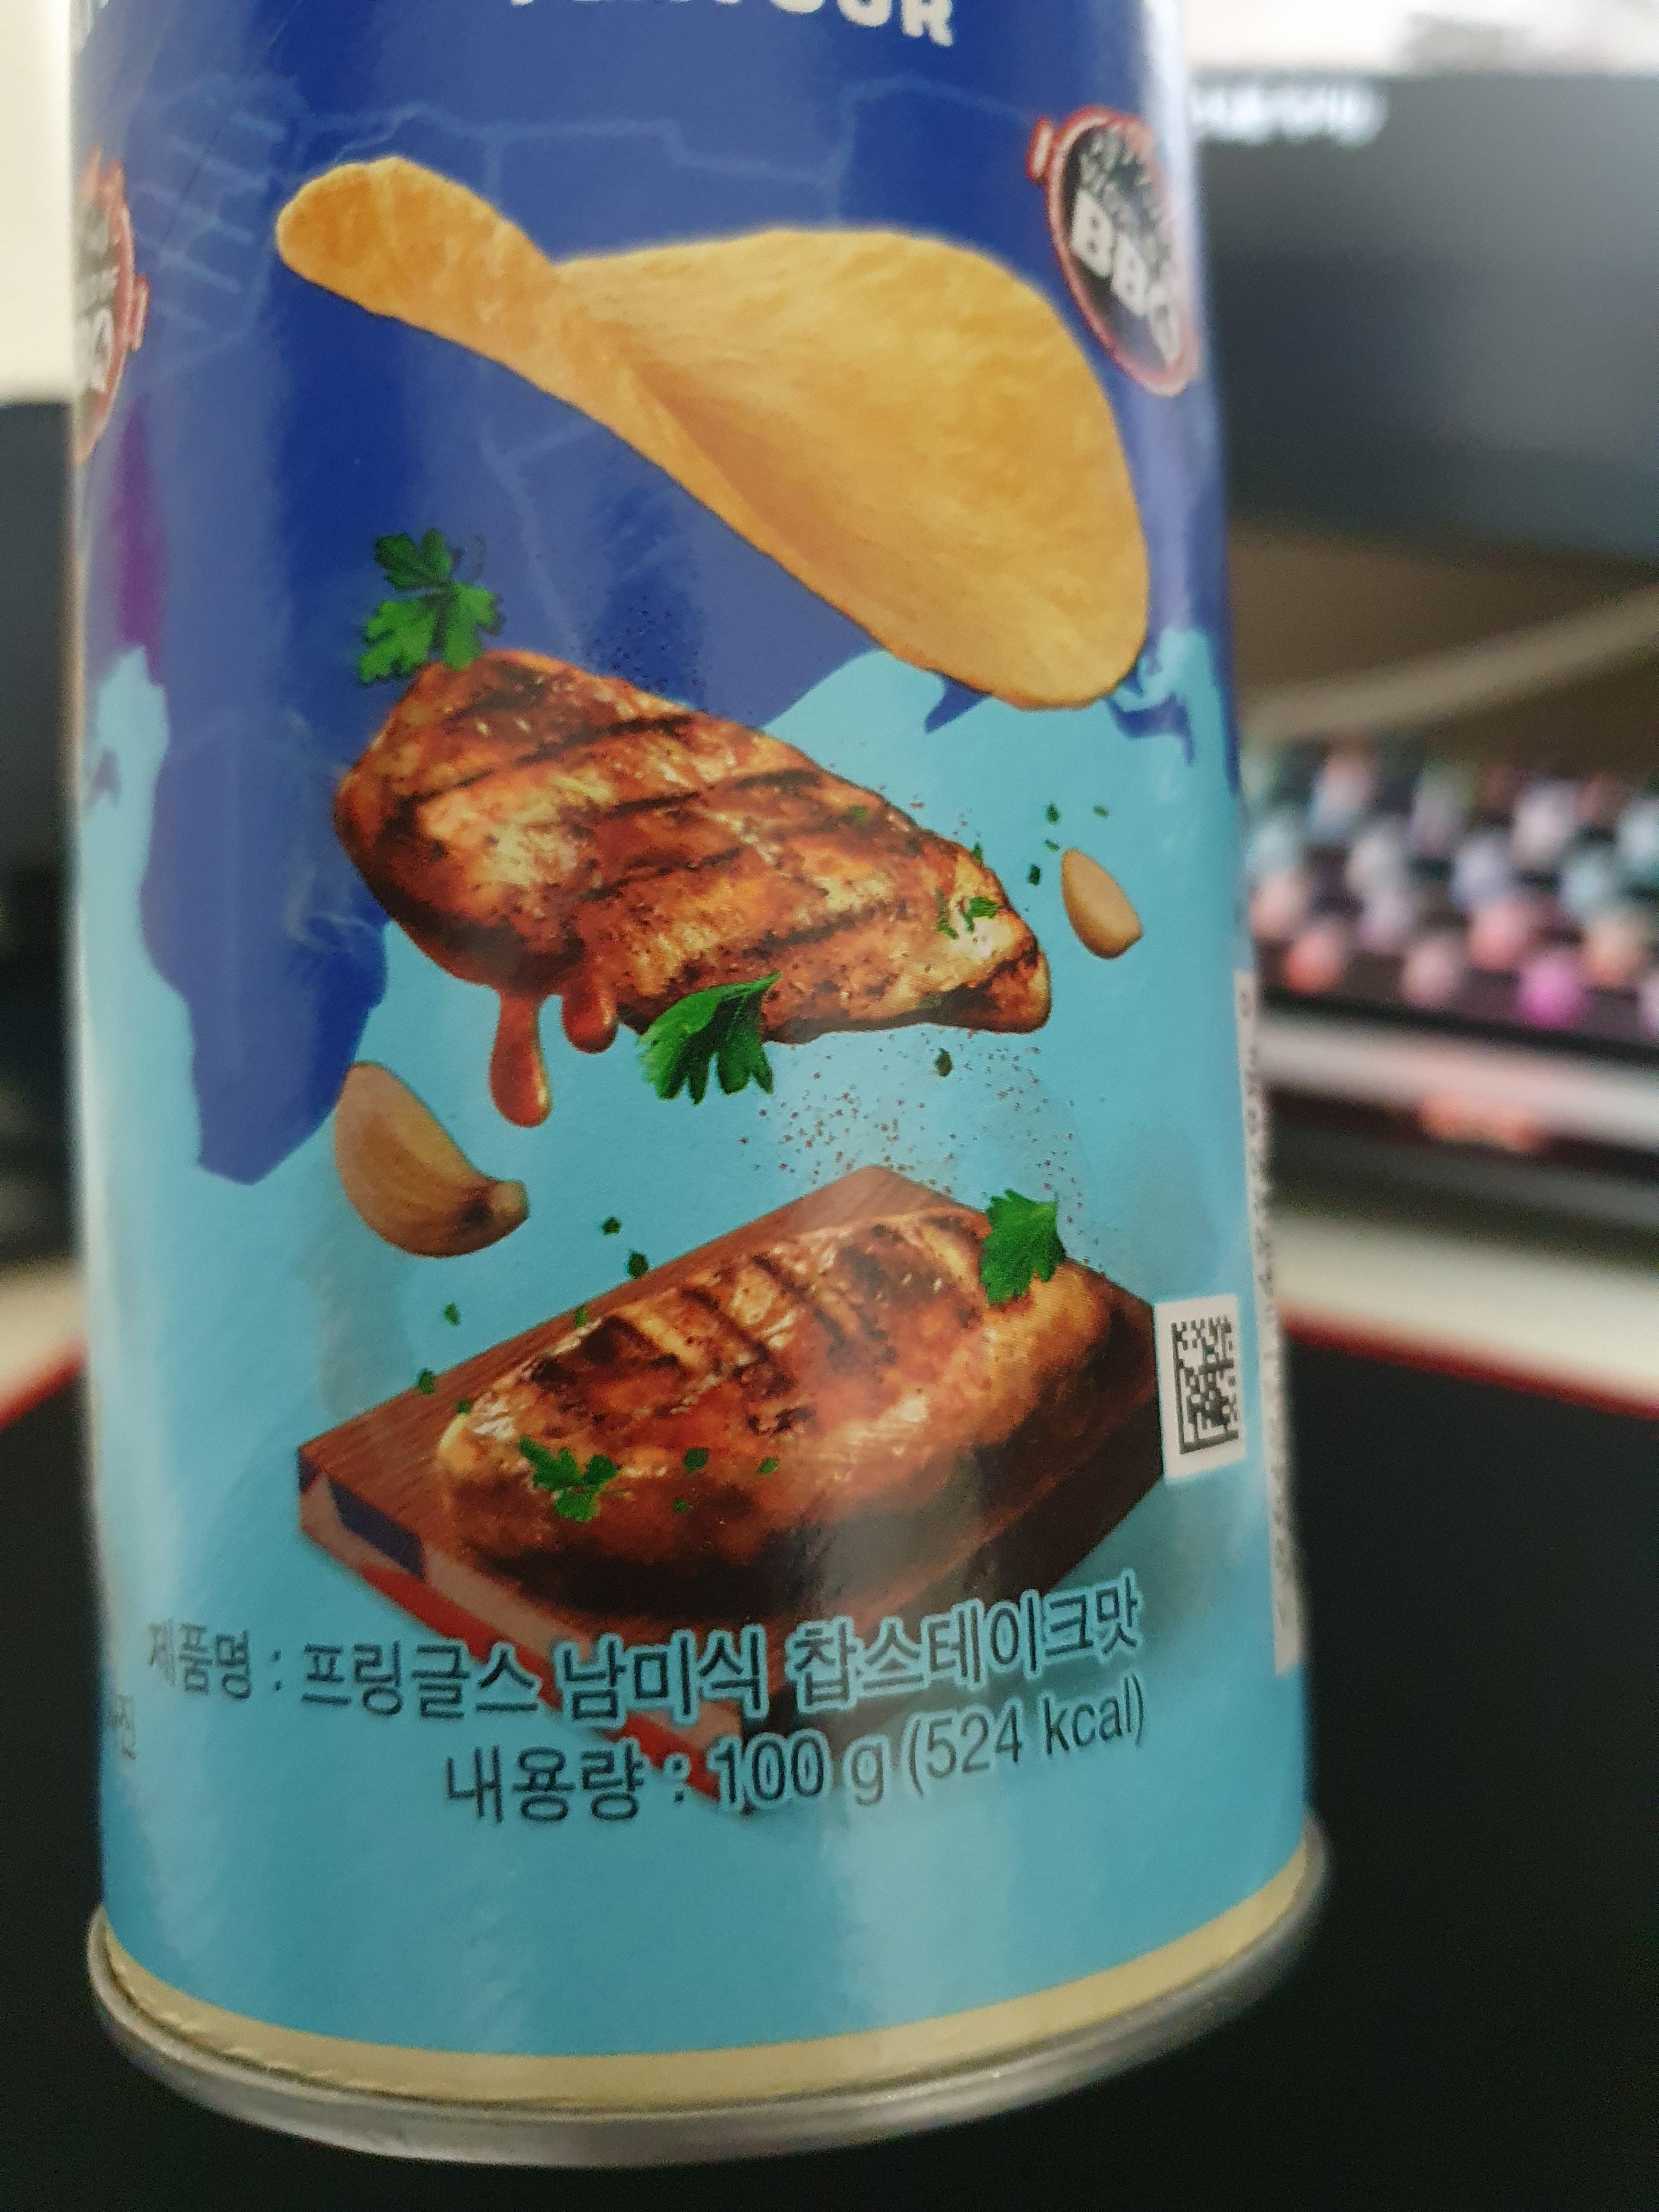 BBQ
제품명 : 프링글스 남미식 찹스테이크맛
내용량 : 100 g (524 kcal)